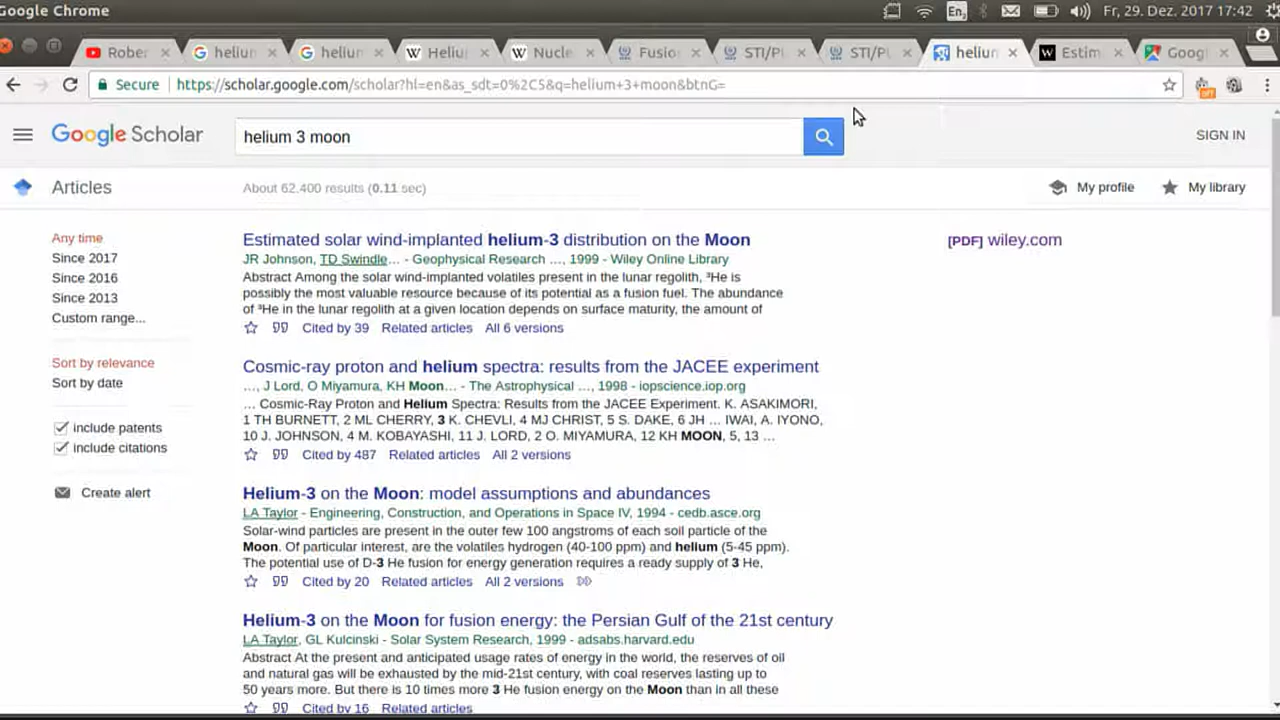 Google Chrome
En
Fr, 29. Dez. 2017 17:42
Rober
heliun
heliun
Heliu
Nucle
Fusio
STI/PU
STI/PU
heliun
Estim
Goog
Secure
https://scholar.google.com/scholar?hl=en&as_sdt=0%2C5&q=helium+3+moon&btnG=
off
Google Scholar
helium 3 moon
SIGN IN
Articles
About 62.400 results (0.11 sec)
My profile
My library
Any time
Since 2017
Since 2016
Since 2013
Custom range...
Sort by relevance
Sort by date
include patents
include citations
Create alert
Estimated solar wind-implanted helium-3 distribution on the Moon
[PDF] wiley.com
JR Johnson, TD Swindle... - Geophysical Research ..., 1999 - Wiley Online Library
Abstract Among the solar wind-implanted volatiles present in the lunar regolith, ³He is
possibly the most valuable resource because of its potential as a fusion fuel. The abundance
of ³He in the lunar regolith at a given location depends on surface maturity, the amount of
Cited by 39 Related articles All 6 versions
Cosmic-ray proton and helium spectra: results from the JACEE experiment
..., J Lord, O Miyamura, KH Moon... - The Astrophysical ..., 1998 - iopscience.iop.org
... Cosmic-Ray Proton and Helium Spectra: Results from the JACEE Experiment. K. ASAKIMORI,
1 TH BURNETT, 2 ML CHERRY, 3 K. CHEVLI, 4 MJ CHRIST, 5 S. DAKE, 6 JH ... IWAI, A. IYONO,
10 J. JOHNSON, 4 M. KOBAYASHI, 11 J. LORD, 2 O. MIYAMURA, 12 KH MOON, 5, 13 ...
Cited by 487 Related articles All 2 versions
Helium-3 on the Moon: model assumptions and abundances
LA Taylor - Engineering, Construction, and Operations in Space IV, 1994 - cedb.asce.org
Solar-wind particles are present in the outer few 100 angstroms of each soil particle of the
Moon. Of particular interest, are the volatiles hydrogen (40-100 ppm) and helium (5-45 ppm).
The potential use of D-3 He fusion for energy generation requires a ready supply of 3 He,
Cited by 20 Related articles All 2 versions
Helium-3 on the Moon for fusion energy: the Persian Gulf of the 21st century
LA Taylor, GL Kulcinski - Solar System Research, 1999 - adsabs.harvard.edu
Abstract At the present and anticipated usage rates of energy in the world, the reserves of oil
and natural gas will be exhausted by the mid-21st century, with coal reserves lasting up to
50 years more. But there is 10 times more 3 He fusion energy on the Moon than in all these
Cited by 16 Related articles